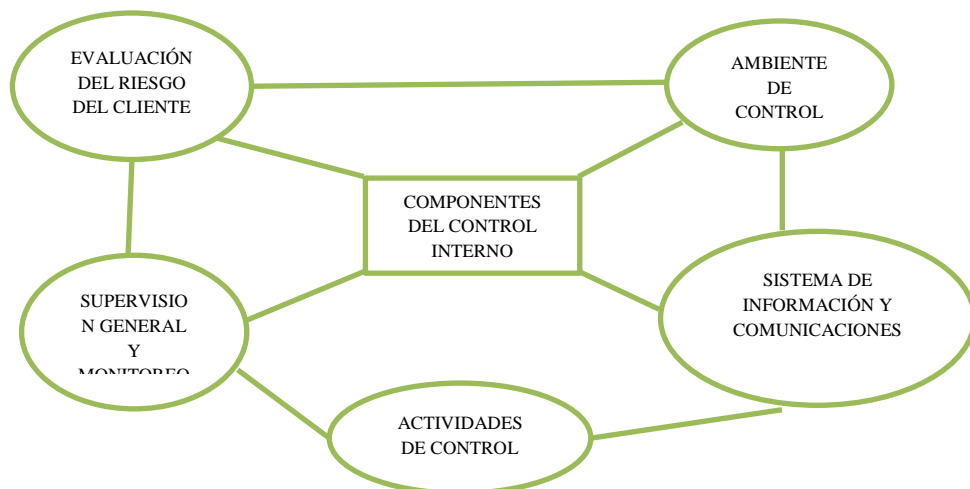 EVALUACIÓN
DEL RIESGO
DEL CLIENTE
AMBIENTE
DE
CONTROL
COMPONENTES
DEL CONTROL
INTERNO
SUPERVISIO
N GENERAL
Y
MONITOREO
SISTEMA DE
INFORMACIÓN Y
COMUNICACIONES
ACTIVIDADES
DE CONTROL